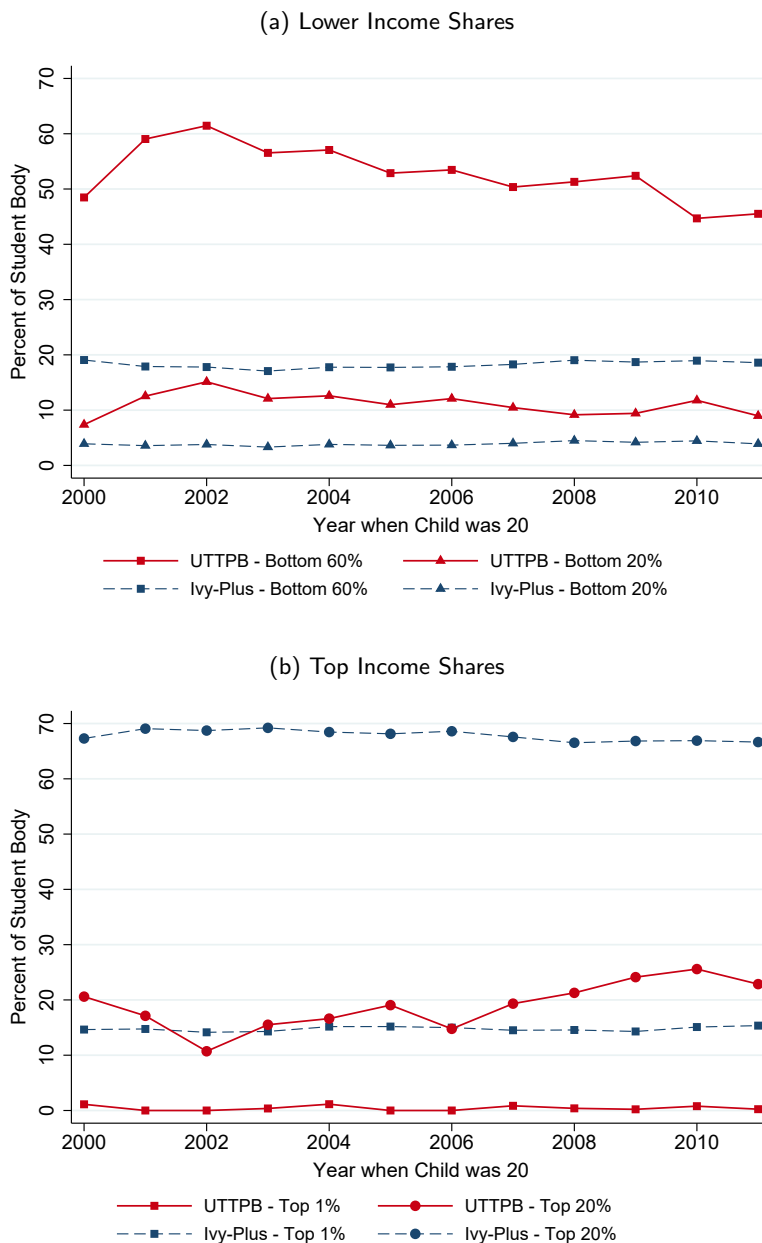 (a) Lower Income Shares
70
60
50
40
30
20
10
0
Percent of Student Body
2000 2002 2004 2006 2008 2010
Year when Child was 20
UTTPB - Bottom 60% UTTPB - Bottom 20%
Ivy-Plus - Bottom 60% Ivy-Plus - Bottom 20%
(b) Top Income Shares
70
60
50
40
30
20
10
0
Percent of Student Body
2000 2002 2004 2006 2008 2010
Year when Child was 20
UTTPB - Top 1% UTTPB - Top 20%
Ivy-Plus - Top 1% Ivy-Plus - Top 20%